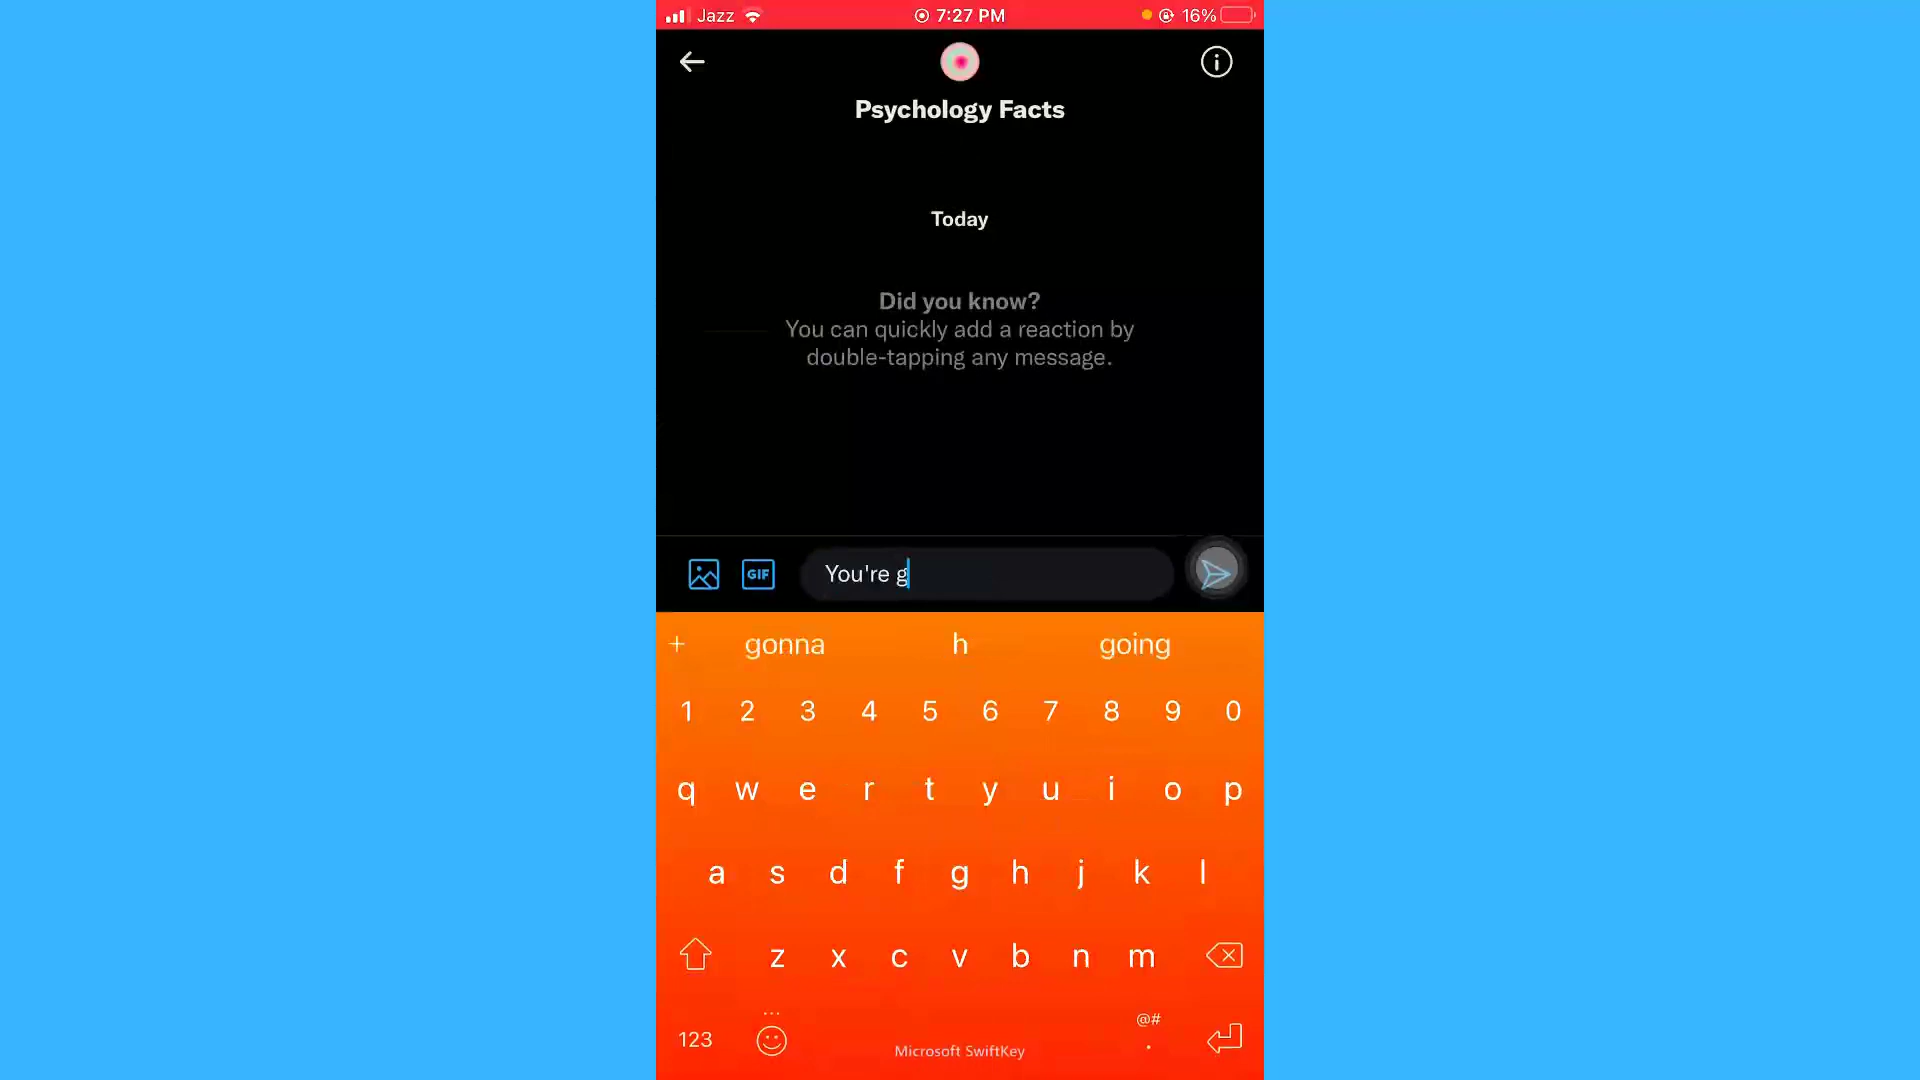 Jazz 7:27 PM 16%
Psychology Facts
Today
Did you know?
You can quickly add a reaction by
double-tapping any message.
GIF You're g
+ gonna h going
1 2 3 4 5 6 7 8 9 0
q w e r t y u i o p
a s d f g h j k l
z x c v b n m
123 ... Microsoft SwiftKey @# .